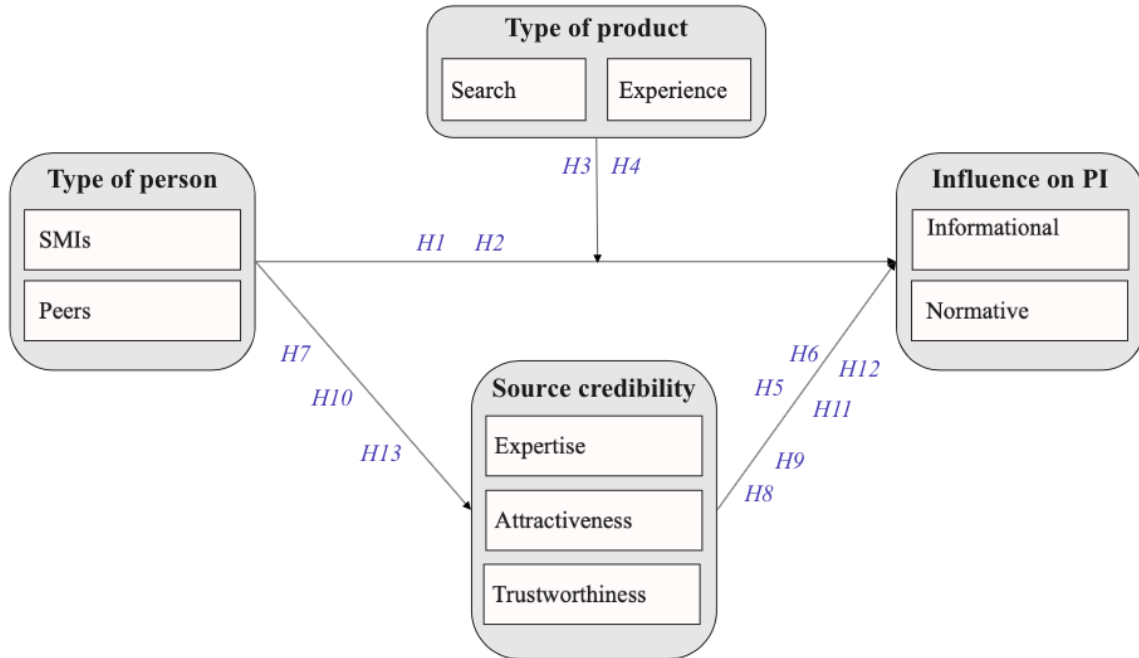 Type of product
Search
Experience
H3 H4
Type of person
SMIs
Peers
Influence on PI
Informational
Normative
H1 H2
H7
H10
H13
Source credibility
Expertise
Attractiveness
Trustworthiness
H6
H12
H5
H11
H9
H8